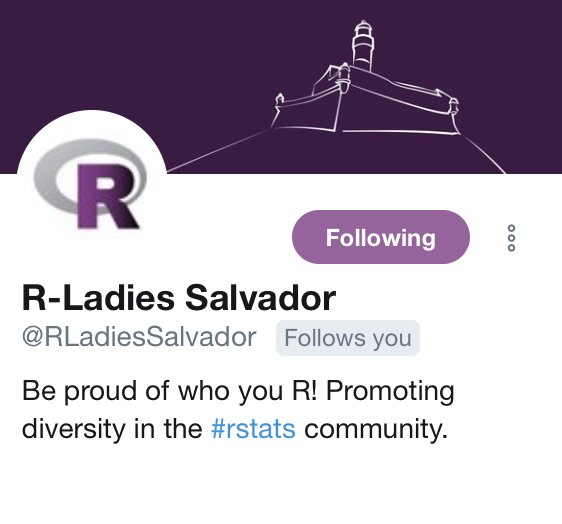 R
Following
R-Ladies Salvador
@RLadiesSalvador Follows you
Be proud of who you R! Promoting
diversity in the #rstats community.